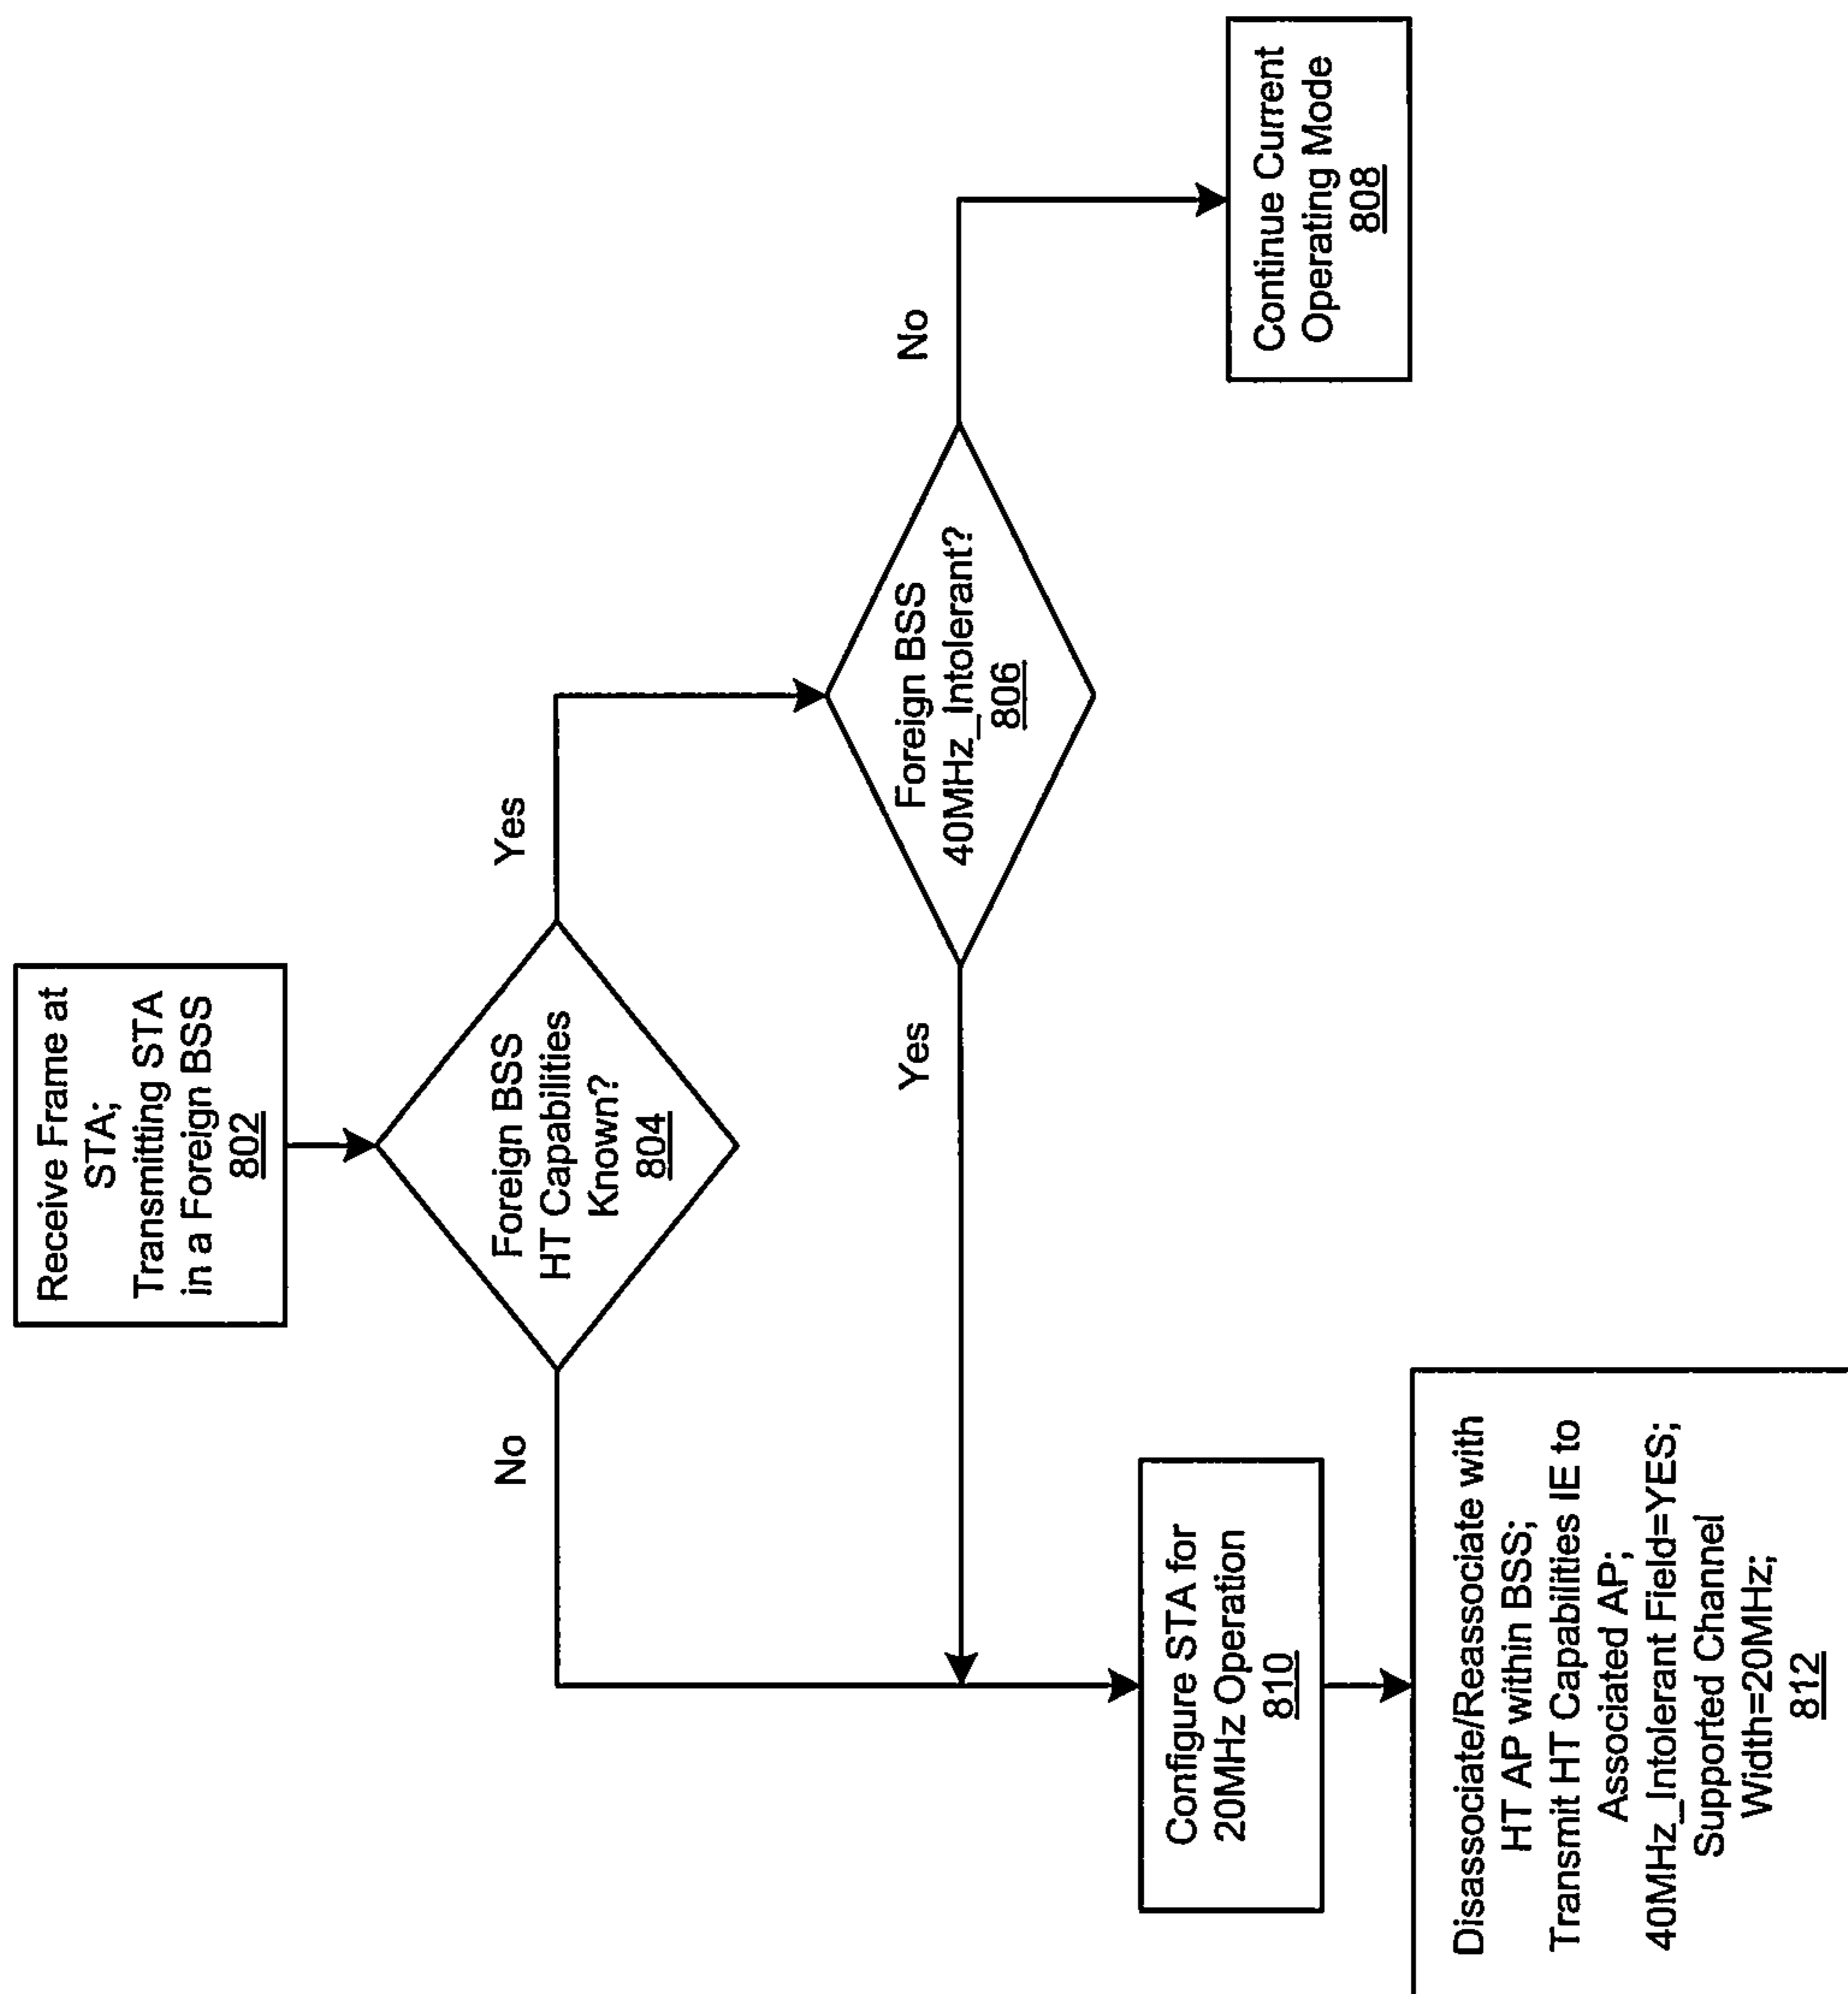 Receive Frame at
STA;
Transmitting STA
in a Foreign BSS
802
Foreign BSS
HT Capabilities
Known?
804
Yes
No
Foreign BSS
40MHz_Intolerant?
806
Yes
No
Continue Current
Operating Mode
808
Configure STA for
20MHz Operation
810
Disassociate/Reassociate with
HT AP within BSS;
Transmit HT Capabilities IE to
Associated AP;
40MHz_Intolerant Field=YES;
Supported Channel
Width=20MHz;
812